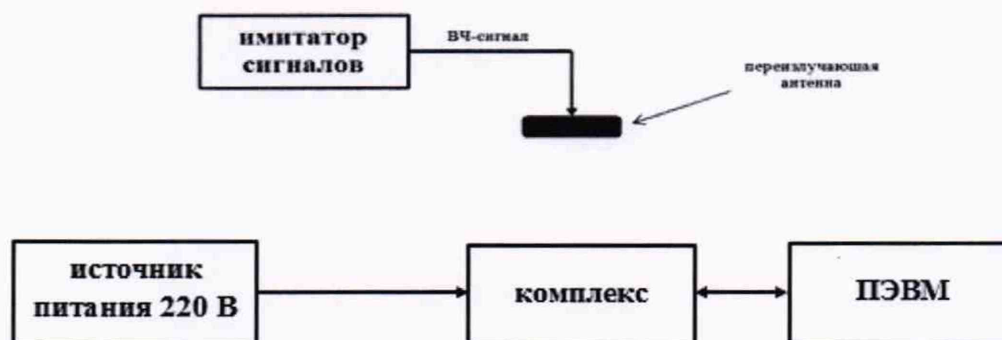 имитатор
сигналов
ВЧ-сигнал
переизлучающая
антенна
источник
питания 220 В
комплекс
ПЭВМ